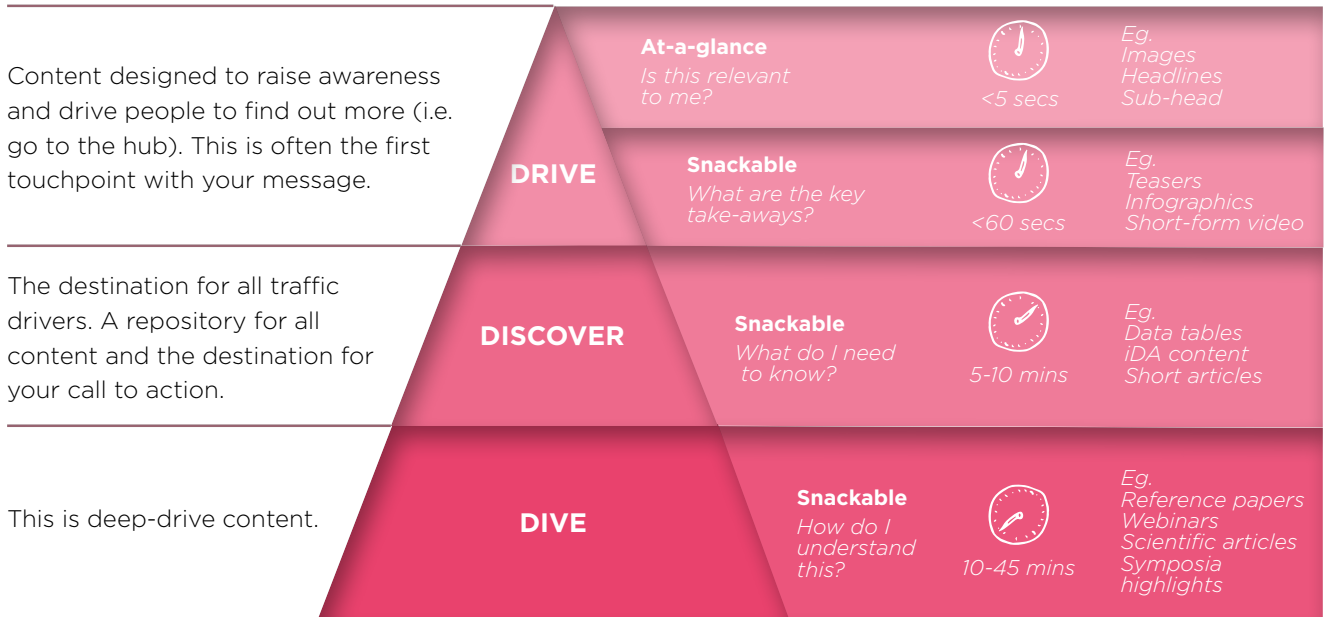 Content designed to raise awareness
and drive people to find out more (i.e.
go to the hub). This is often the first
touchpoint with your message.
DRIVE
At-a-glance
Is this relevant
to me?
<5 secs
Eg.
Images
Headlines
Sub-head
Snackable
What are the key
take-aways?
<60 secs
Eg.
Teasers
Infographics
Short-form video
The destination for all traffic
drivers. A repository for all
content and the destination for
your call to action.
DISCOVER
Snackable
What do I need
to know?
5-10 mins
Eg.
Data tables
iDA content
Short articles
This is deep-drive content.
DIVE
Snackable
How do I
understand
this?
10-45 mins
Eg.
Reference papers
Webinars
Scientific articles
Symposia
highlights